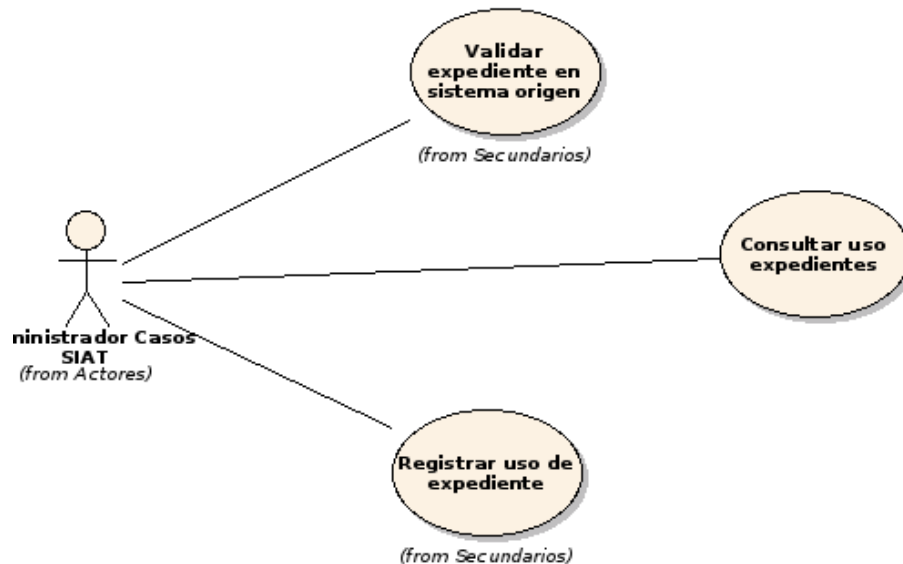 Validar
expediente en
sistema origen
(from Secundarios)
Consultar uso
expedientes
ninistrador Casos
SIAT
(from Actores)
Registrar uso de
expediente
(from Secundarios)